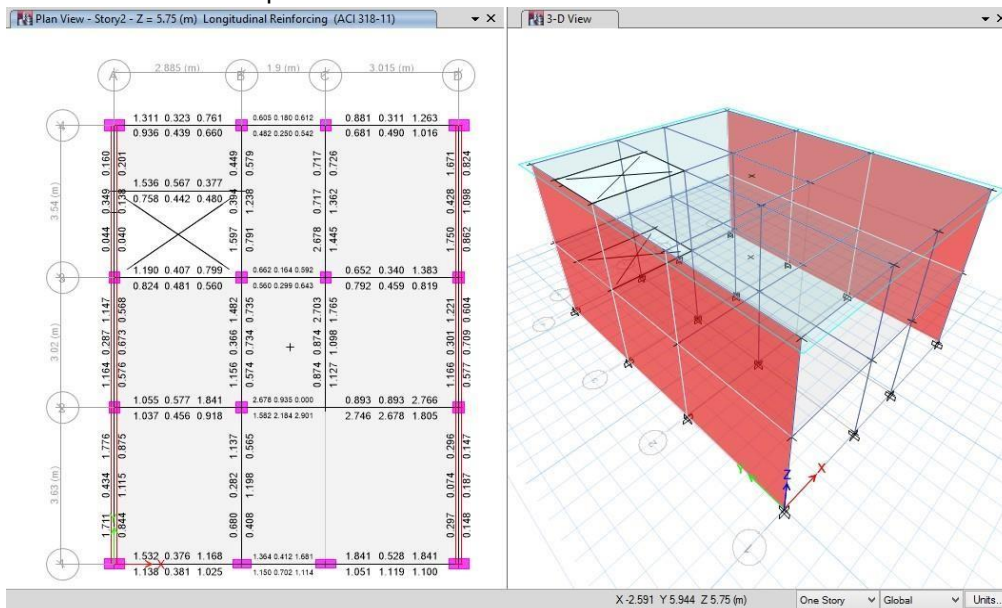 Plan View - Story2 - Z = 5.75 (m) Longitudinal Reinforcing (ACI 318-11)
3-D View
2.885 (m) 1.9 (m) 3.015 (m)
A B C D
1.311 0.323 0.761 0.605 0.180 0.612 0.881 0.311 1.263
0.936 0.439 0.660 0.482 0.250 0.542 0.681 0.490 1.016
0.160 0.201 0.449 0.579 0.717 0.726 1.671 0.824
1.536 0.567 0.377
0.758 0.442 0.480
0.349 0.138 0.394 1.238 0.717 1.362 0.428 1.098
3.54 (m)
0.044 0.040 1.597 0.791 2.678 1.445 1.750 0.862
1.190 0.407 0.799 0.662 0.164 0.592 0.652 0.340 1.383
0.824 0.481 0.560 0.560 0.299 0.643 0.792 0.459 0.819
1.147 0.568 1.482 0.735 2.703 1.765 1.221 0.604
3.02 (m)
0.287 0.673 0.366 0.734 0.874 1.098 0.301 0.709
1.164 0.576 1.156 0.574 0.874 1.127 1.166 0.577
1.055 0.577 1.841 2.678 0.935 0.000 0.893 0.893 2.766
1.037 0.456 0.918 1.582 2.184 2.901 2.746 2.678 1.805
1.776 0.875 1.137 0.565 0.296 0.147
3.63 (m)
0.434 1.115 0.282 1.198 0.074 0.187
1.711 0.844 0.680 0.408 0.297 0.148
1.532 0.376 1.168 1.364 0.412 1.681 1.841 0.528 1.841
X
1.138 0.381 1.025 1.150 0.702 1.114 1.051 1.119 1.100
Y Z X
X -2.591 Y 5.944 Z 5.75 (m) One Story Global Units...